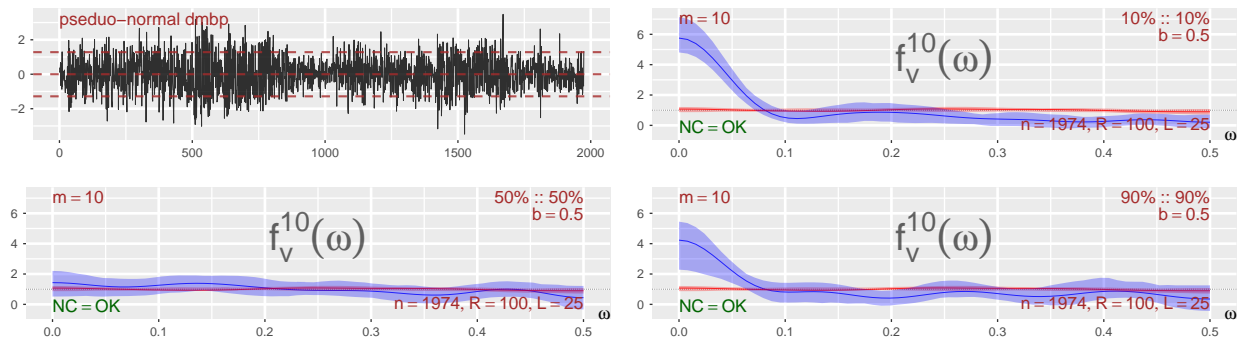 pseduo-normal dmbp
2
0
−2
0
500
1000
1500
2000
m = 10
10% :: 10%
b = 0.5
f_v^10(ω)
NC = OK
n = 1974, R = 100, L = 25
6
4
2
0
0.0
0.1
0.2
0.3
0.4
0.5
ω
m = 10
50% :: 50%
b = 0.5
f_v^10(ω)
NC = OK
n = 1974, R = 100, L = 25
6
4
2
0
0.0
0.1
0.2
0.3
0.4
0.5
ω
m = 10
90% :: 90%
b = 0.5
f_v^10(ω)
NC = OK
n = 1974, R = 100, L = 25
6
4
2
0
0.0
0.1
0.2
0.3
0.4
0.5
ω